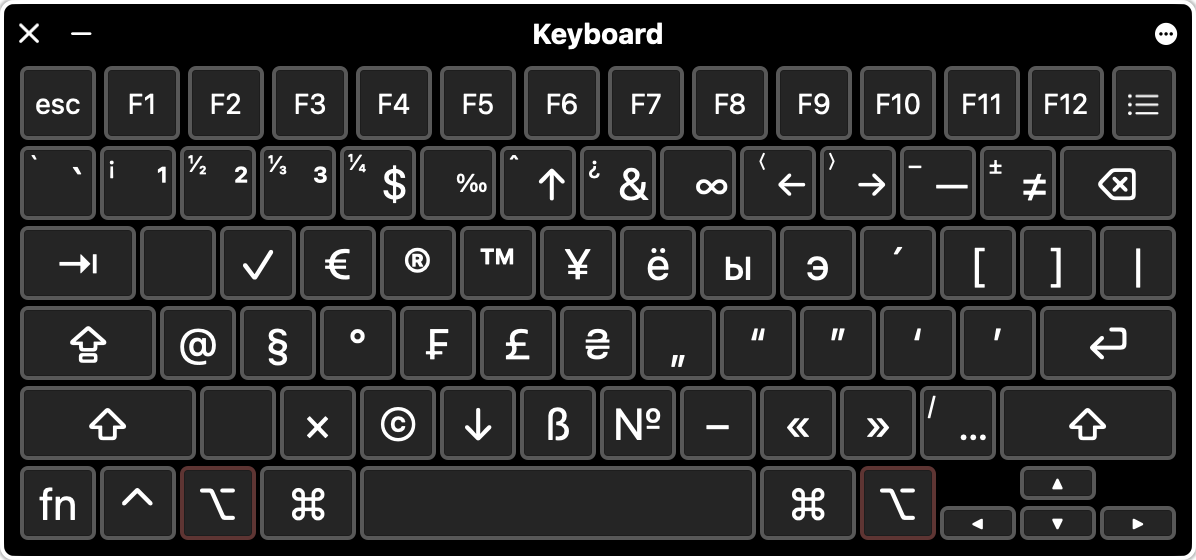 Keyboard
esc F1 F2 F3 F4 F5 F6 F7 F8 F9 F10 F11 F12
` ` ¡ 1 ½ 2 ⅓ 3 ¼ $ ‰ ˆ ↑ ¿ & ∞ ‹ ← › → – — ± ≠
✓ € ® ™ ¥ ё ы э ´ [ ] |
@ § ° ₣ £ ₴ „ “ ” ‘ ’
× © ↓ ß № – « » / …
fn ⌃ ⌥ ⌘ ⌘ ⌥